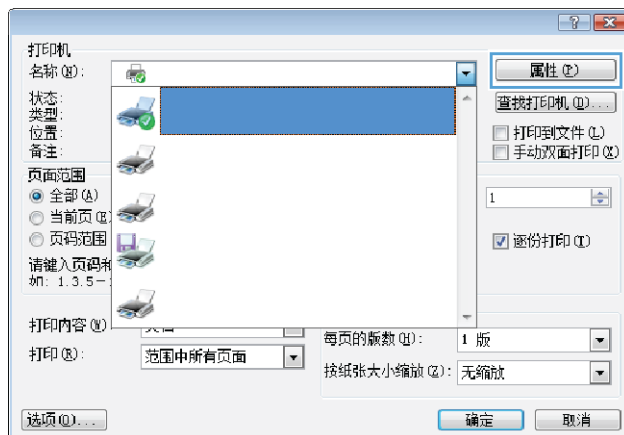 打印机
名称(N):
属性(P)
状态:
类型:
查找打印机(D)...
位置:
打印到文件(L)
备注:
手动双面打印(X)
页面范围
全部(A)
1
当前页(E
页码范围
逐份打印(T)
请键入页码和
如: 1.3.5-
打印内容(W):
每页的版数(H):
1 版
打印(R):
范围中所有页面
按纸张大小缩放(Z):
无缩放
选项(O)...
确定
取消